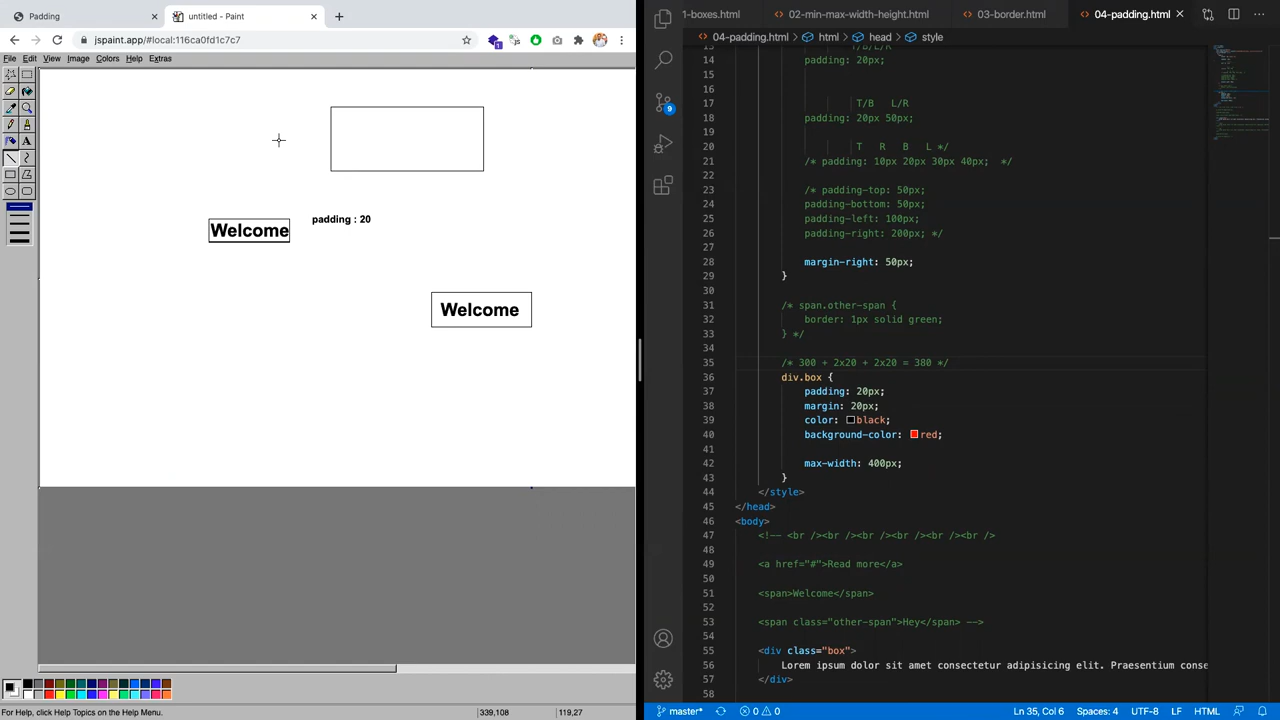 Padding
untitled - Paint
jspaint.app/#local:116ca0fd1c7c7
File Edit View Image Colors Help Extras
padding : 20
Welcome
Welcome
For Help, click Help Topics on the Help Menu.
339,108
119,27
1-boxes.html
02-min-max-width-height.html
03-border.html
04-padding.html
04-padding.html > html > head > style
14 padding: 20px;
15
16
17 T/B L/R
18 padding: 20px 50px;
19
20 T R B L */
21 /* padding: 10px 20px 30px 40px; */
22
23 /* padding-top: 50px;
24 padding-bottom: 50px;
25 padding-left: 100px;
26 padding-right: 200px; */
27
28 margin-right: 50px;
29 }
30
31 /* span.other-span {
32 border: 1px solid green;
33 } */
34
35 /* 300 + 2x20 + 2x20 = 380 */
36 div.box {
37 padding: 20px;
38 margin: 20px;
39 color: black;
40 background-color: red;
41
42 max-width: 400px;
43 }
44 </style>
45 </head>
46 <body>
47 <!-- <br /><br /><br /><br /><br /><br />
48
49 <a href="#">Read more</a>
50
51 <span>Welcome</span>
52
53 <span class="other-span">Hey</span> -->
54
55 <div class="box">
56 Lorem ipsum dolor sit amet consectetur adipisicing elit. Praesentium conse
57 </div>
58
9
1
master*
0
0
Ln 35, Col 6
Spaces: 4
UTF-8
LF
HTML